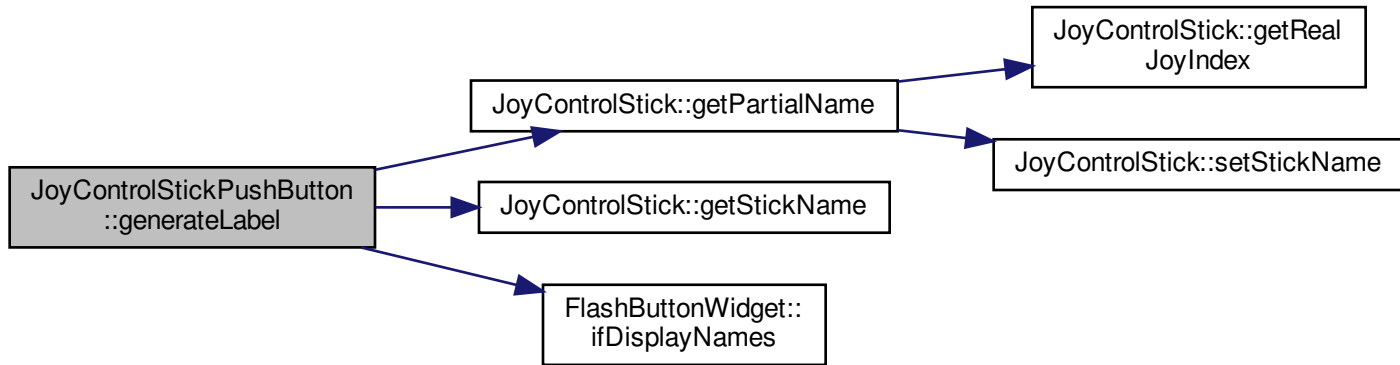 JoyControlStickPushButton
::generateLabel
JoyControlStick::getPartialName
JoyControlStick::getReal
JoyIndex
JoyControlStick::setStickName
JoyControlStick::getStickName
FlashButtonWidget::
ifDisplayNames